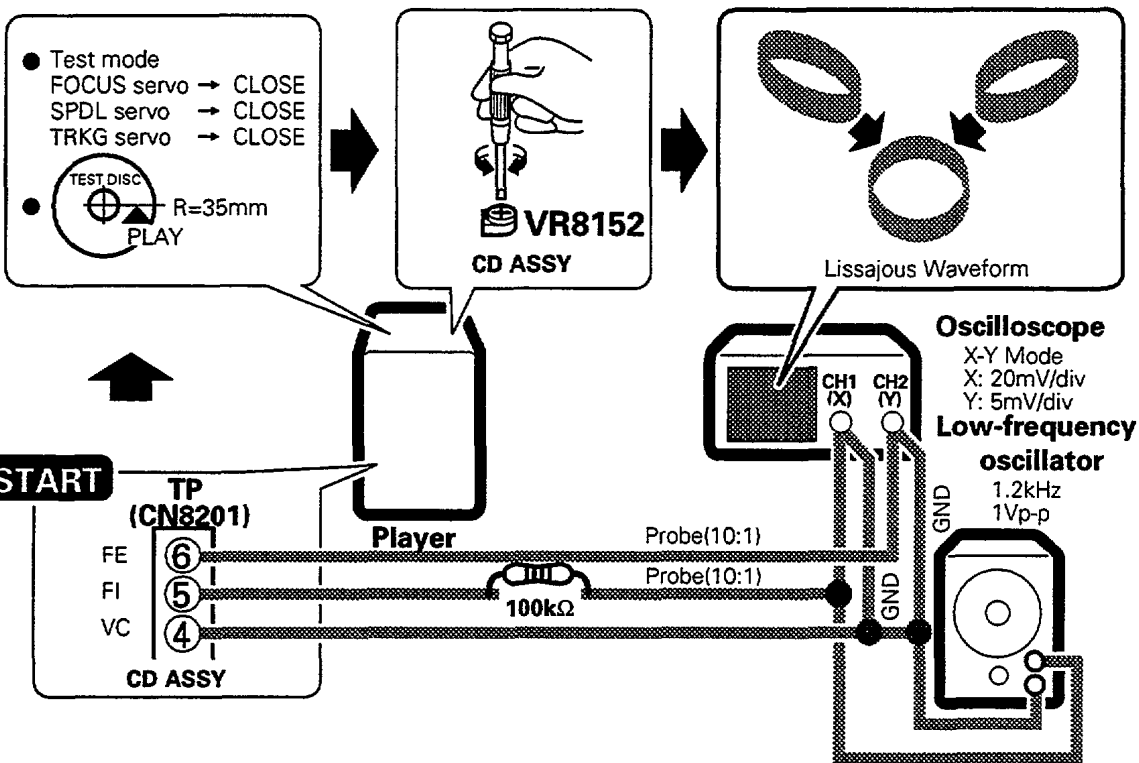 ● Test mode
FOCUS servo → CLOSE
SPDL servo → CLOSE
TRKG servo → CLOSE
TEST DISC
● R=35mm
PLAY
VR8152
CD ASSY
Lissajous Waveform
Oscilloscope
X-Y Mode
X: 20mV/div
Y: 5mV/div
CH1 CH2
(X) (Y)
Low-frequency
oscillator
1.2kHz
1Vp-p
START
TP
(CN8201)
Player
GND
FE 6 Probe(10:1)
FI 5 Probe(10:1)
100kΩ
GND
VC 4
CD ASSY